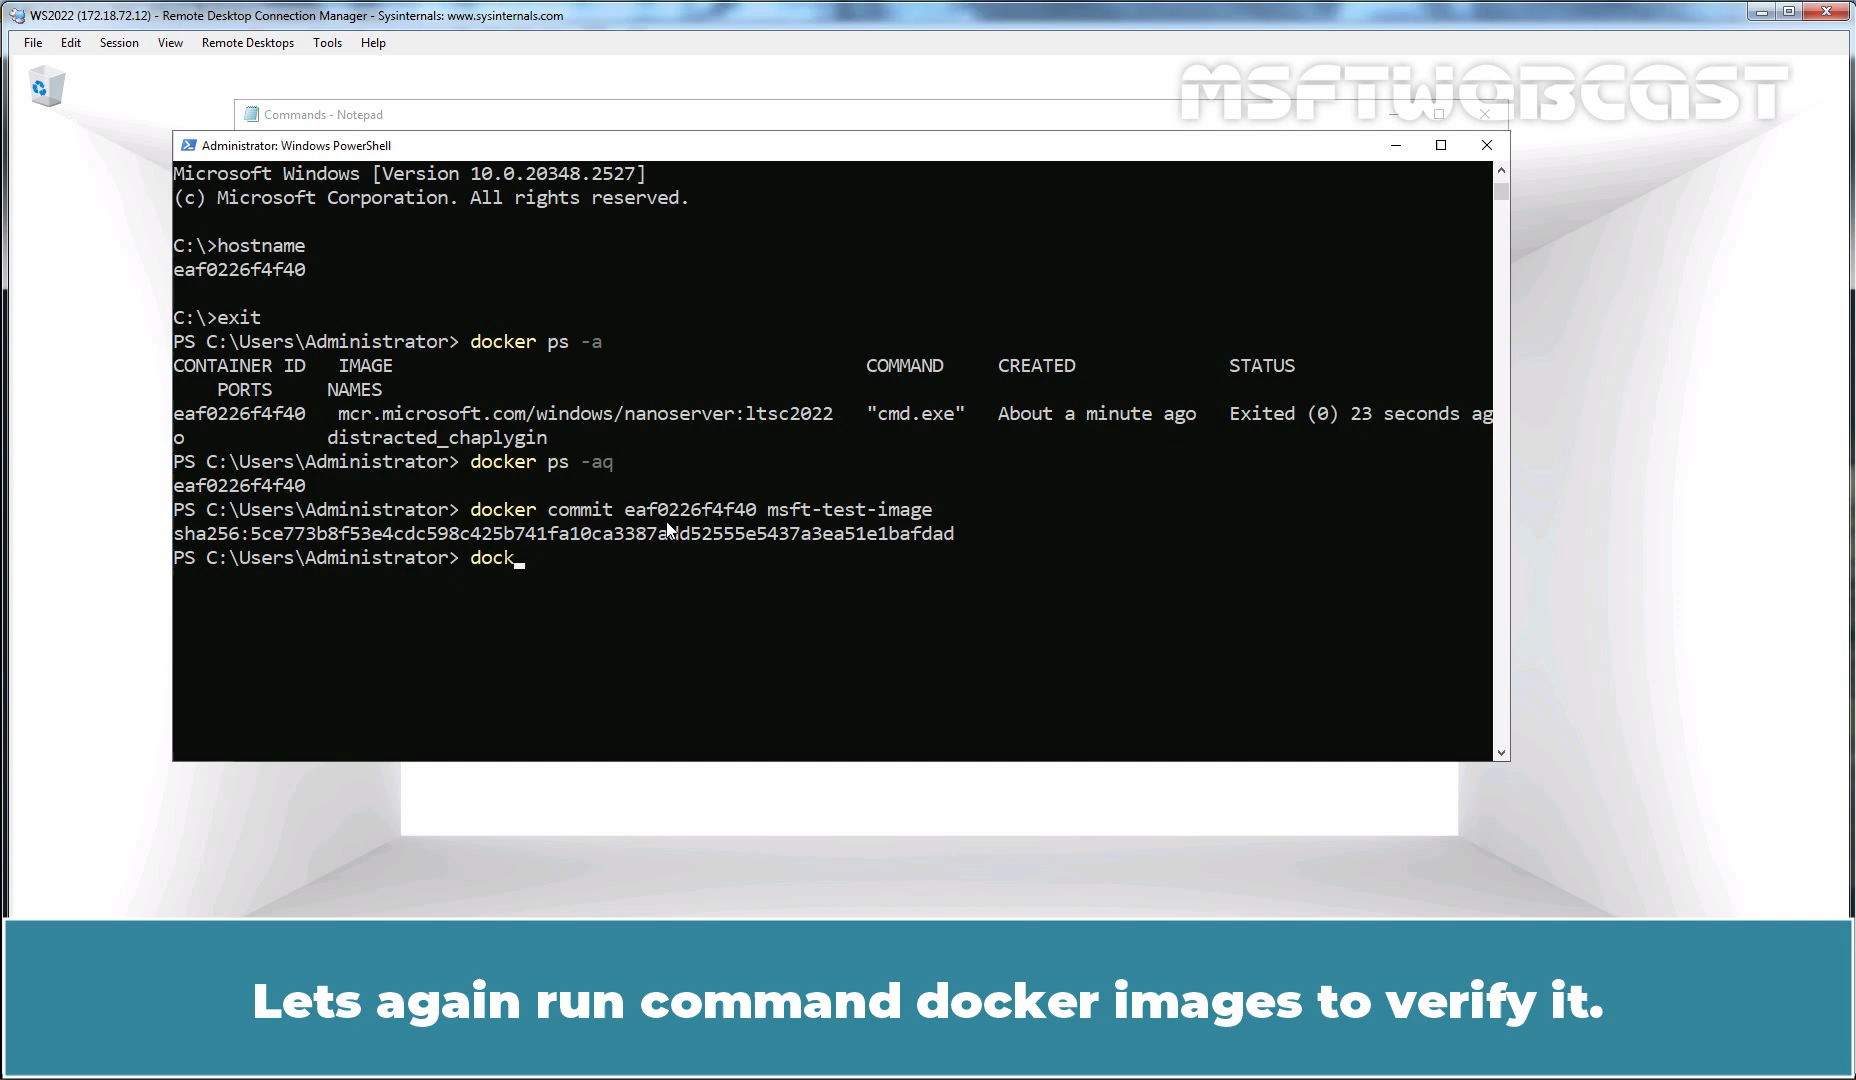 WS2022 (172.18.72.12) - Remote Desktop Connection Manager - Sysinternals: www.sysinternals.com
File Edit Session View Remote Desktops Tools Help
MSFTWEBCAST
Commands - Notepad
Administrator: Windows PowerShell
Microsoft Windows [Version 10.0.20348.2527]
(c) Microsoft Corporation. All rights reserved.
C:\>hostname
eaf0226f4f40
C:\>exit
PS C:\Users\Administrator> docker ps -a
CONTAINER ID   IMAGE   COMMAND   CREATED   STATUS
PORTS   NAMES
eaf0226f4f40   mcr.microsoft.com/windows/nanoserver:ltsc2022   "cmd.exe"   About a minute ago   Exited (0) 23 seconds ag
o   distracted_chaplygin
PS C:\Users\Administrator> docker ps -aq
eaf0226f4f40
PS C:\Users\Administrator> docker commit eaf0226f4f40 msft-test-image
sha256:5ce773b8f53e4cdc598c425b741fa10ca3387add52555e5437a3ea51e1bafdad
PS C:\Users\Administrator> dock
Lets again run command docker images to verify it.